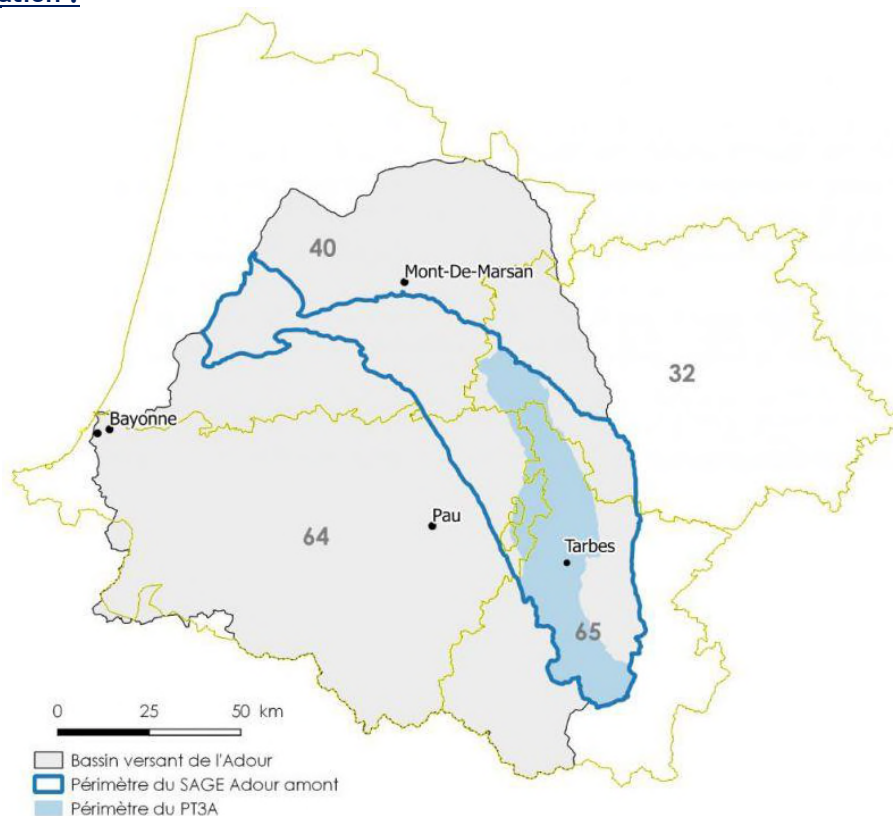 ation :
40
Mont-De-Marsan
32
Bayonne
Pau
64
Tarbes
65
0 25 50 km
Bassin versant de l'Adour
Périmètre du SAGE Adour amont
Périmètre du PT3A